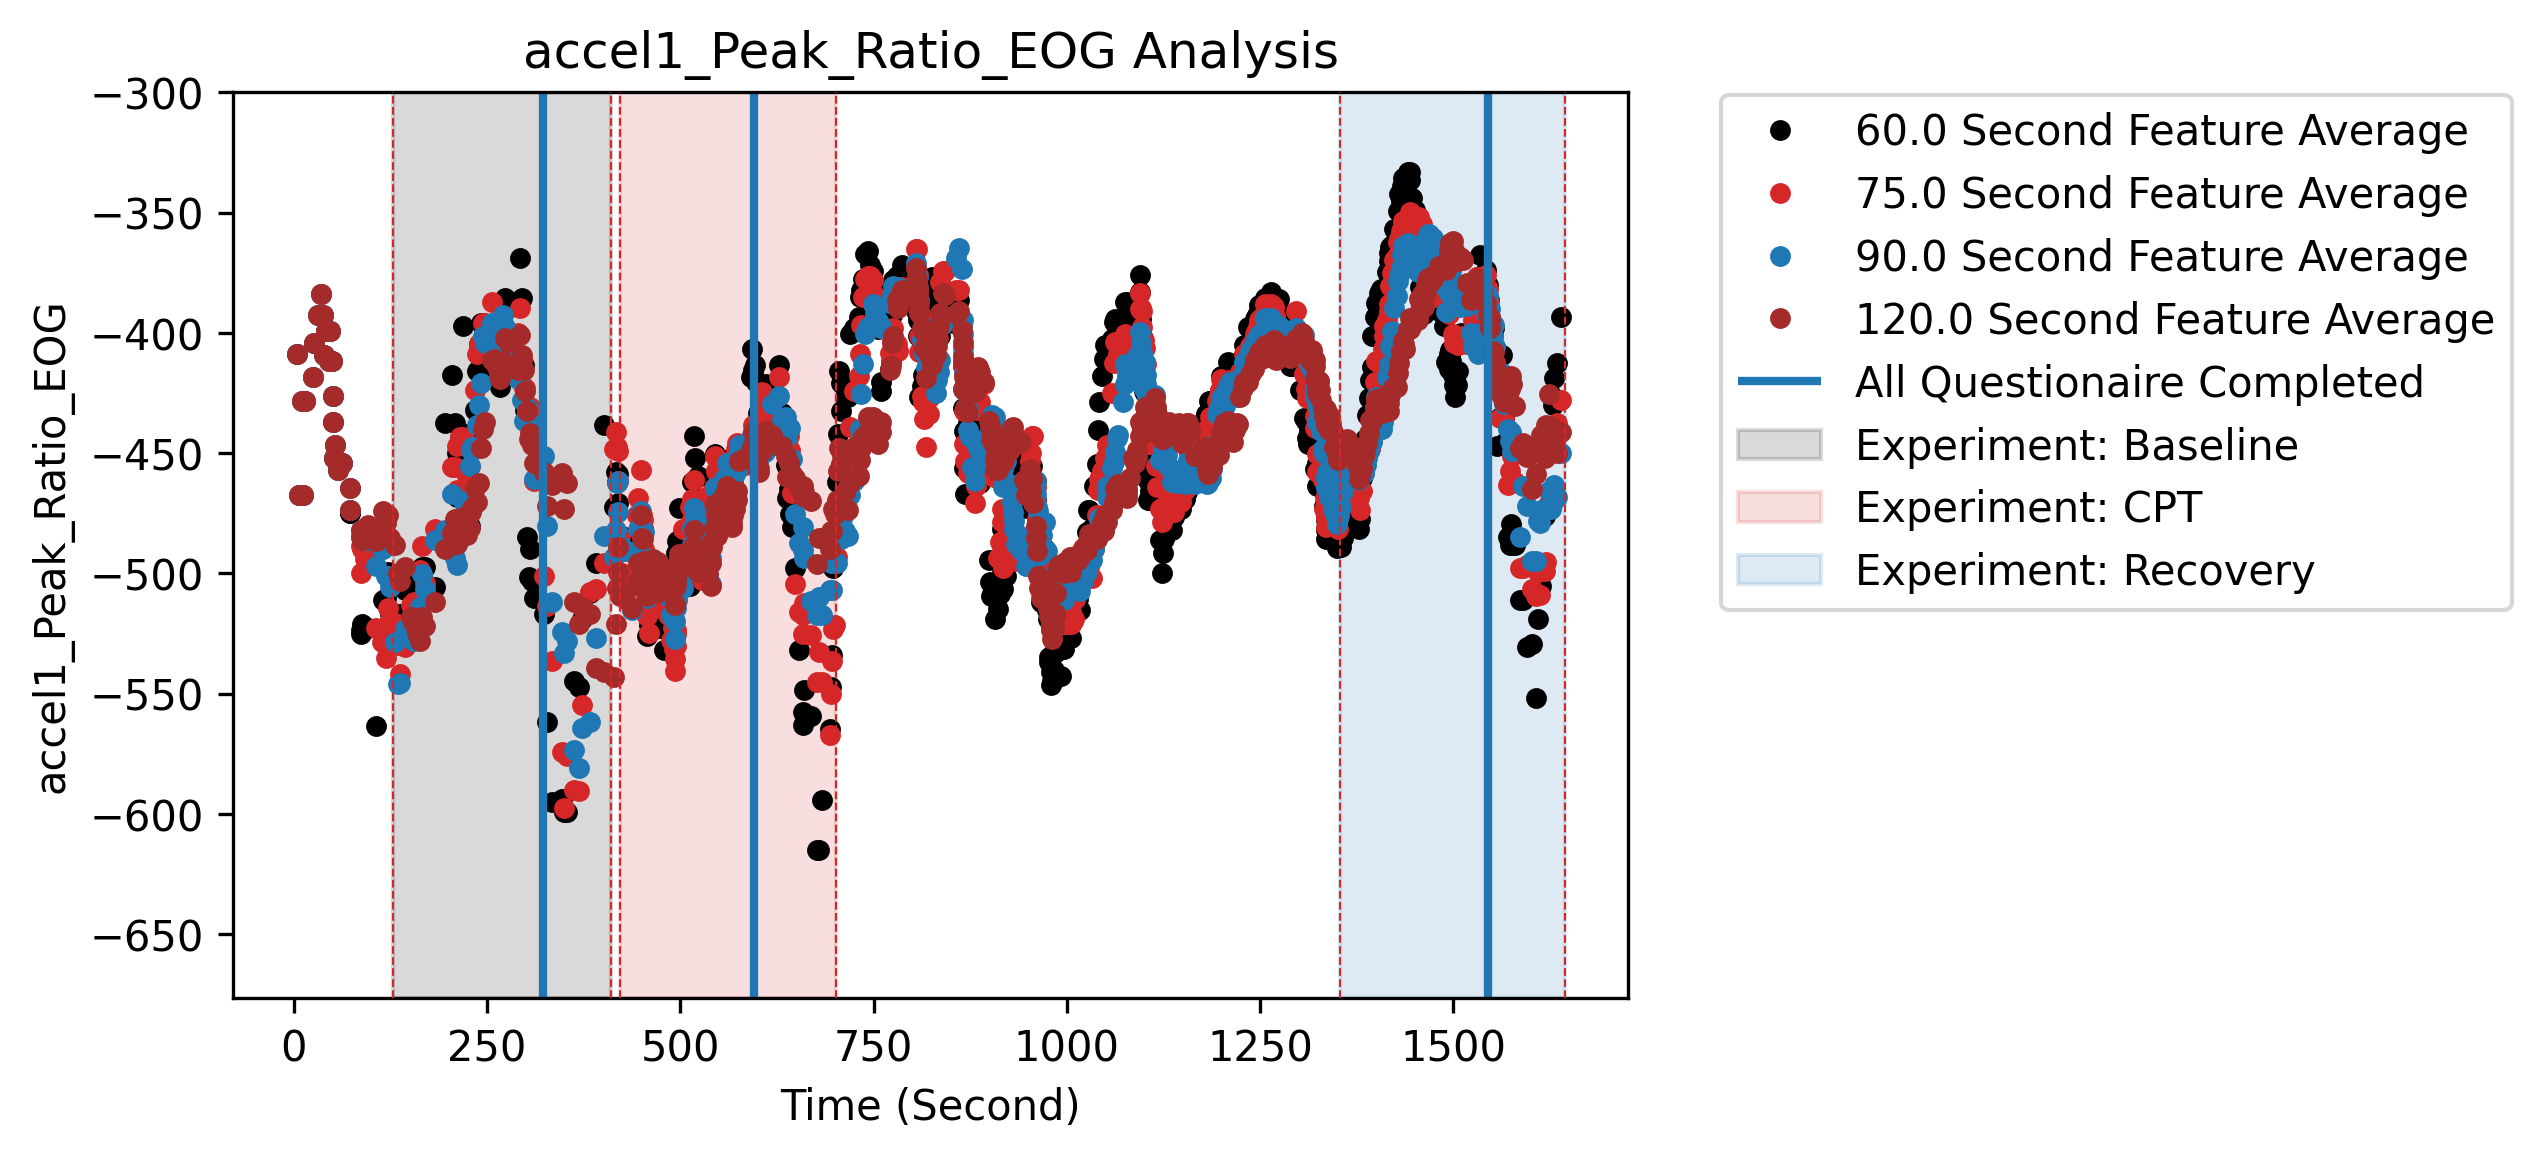 accel1_Peak_Ratio_EOG Analysis
−300
−350
−400
−450
−500
−550
−600
−650
accel1_Peak_Ratio_EOG
0 250 500 750 1000 1250 1500
Time (Second)
60.0 Second Feature Average
75.0 Second Feature Average
90.0 Second Feature Average
120.0 Second Feature Average
All Questionaire Completed
Experiment: Baseline
Experiment: CPT
Experiment: Recovery